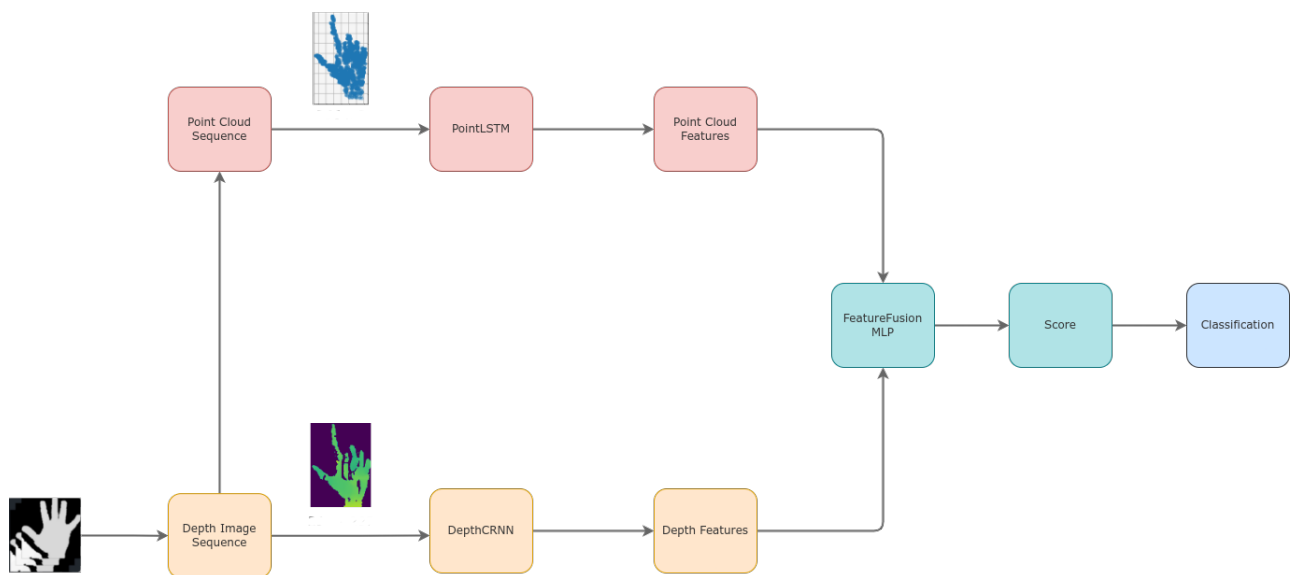 Point Cloud
Sequence
PointLSTM
Point Cloud
Features
FeatureFusion
MLP
Score
Classification
Depth Image
Sequence
DepthCRNN
Depth Features